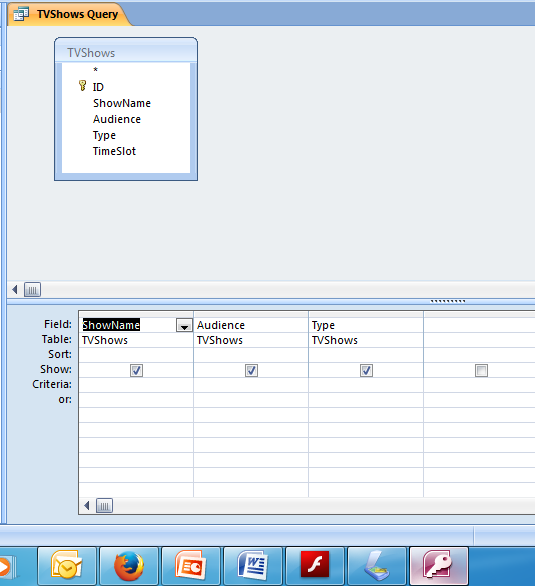 TVShows Query
TVShows
*
ID
ShowName
Audience
Type
TimeSlot
Field: ShowName Audience Type
Table: TVShows TVShows TVShows
Sort:
Show:
Criteria:
or: